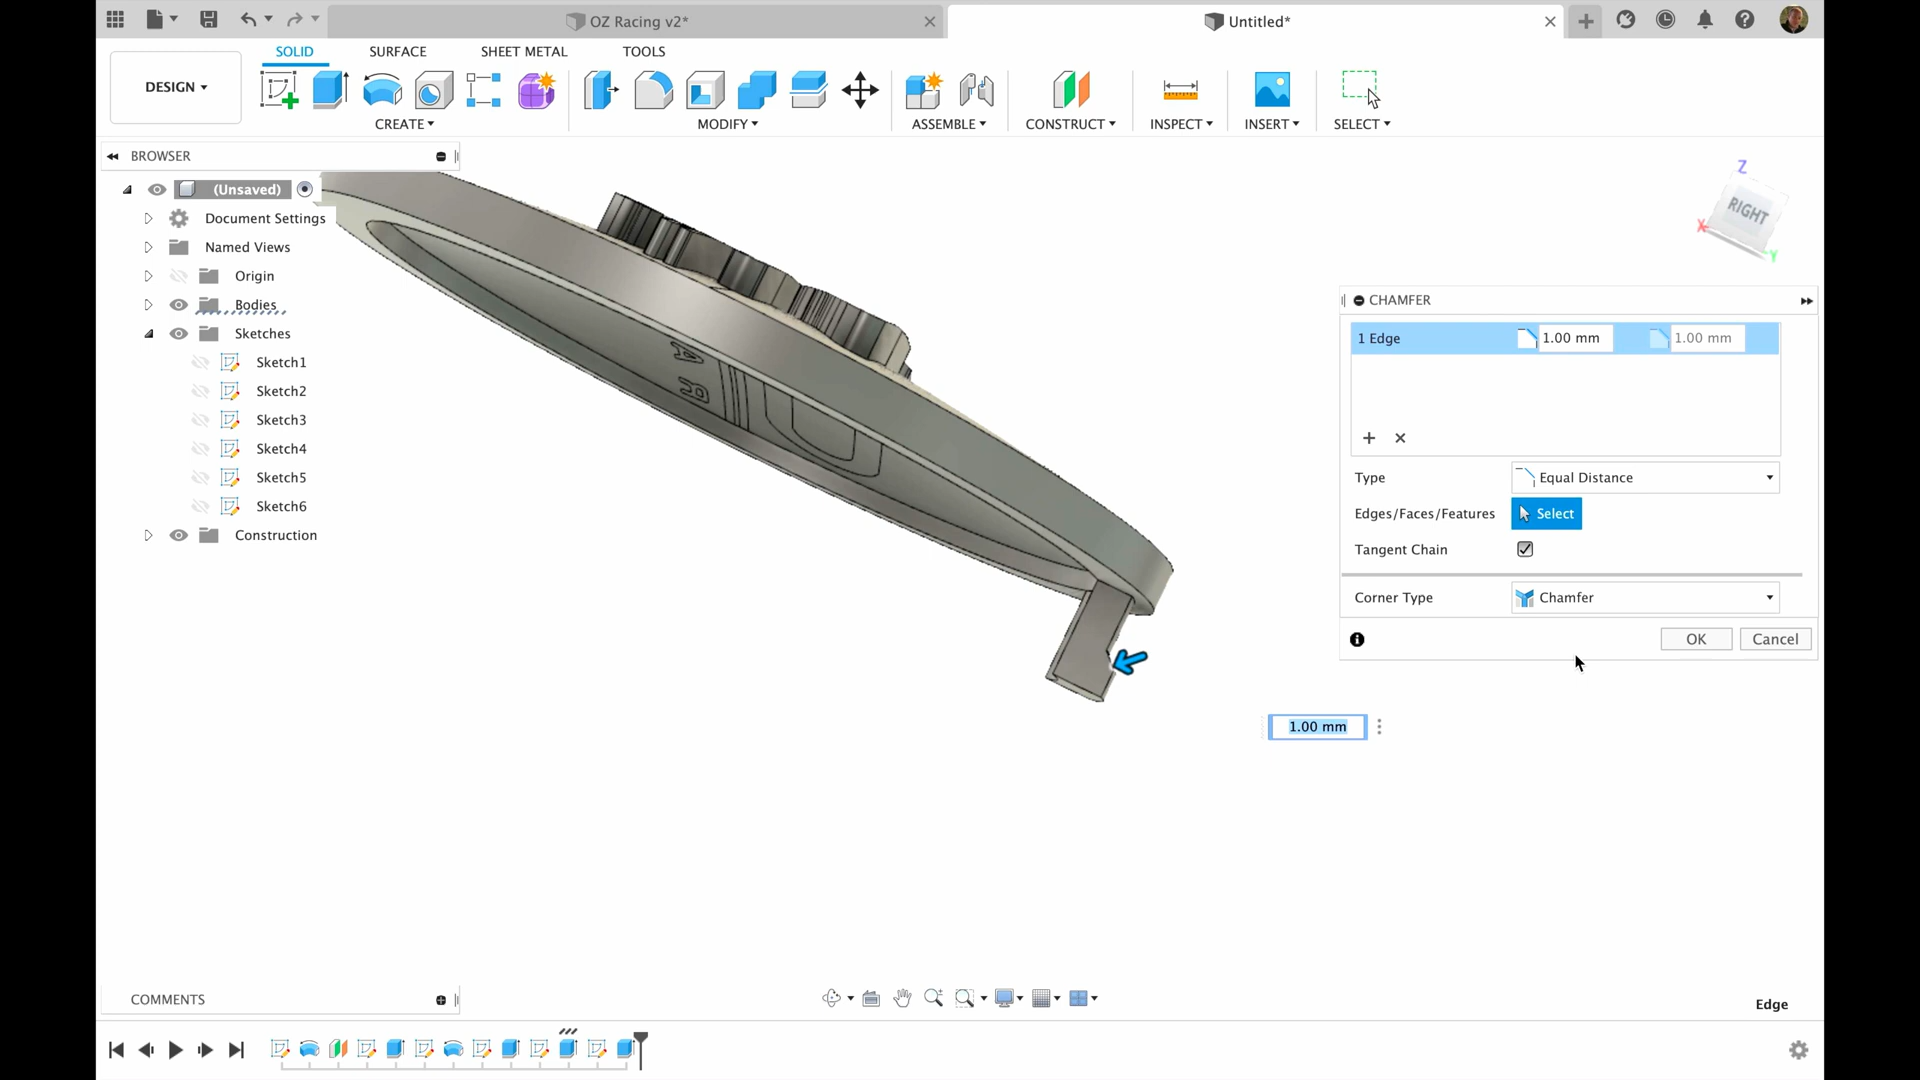 OZ Racing v2*
Untitled*
SOLID SURFACE SHEET METAL TOOLS
DESIGN
CREATE MODIFY ASSEMBLE CONSTRUCT INSPECT INSERT SELECT
BROWSER
(Unsaved)
Document Settings
Named Views
Origin
Bodies
Sketches
Sketch1
Sketch2
Sketch3
Sketch4
Sketch5
Sketch6
Construction
A
R
Z
RIGHT
X
Y
CHAMFER
1 Edge 1.00 mm 1.00 mm
Type Equal Distance
Edges/Faces/Features Select
Tangent Chain
Corner Type Chamfer
OK Cancel
1.00 mm
COMMENTS
Edge